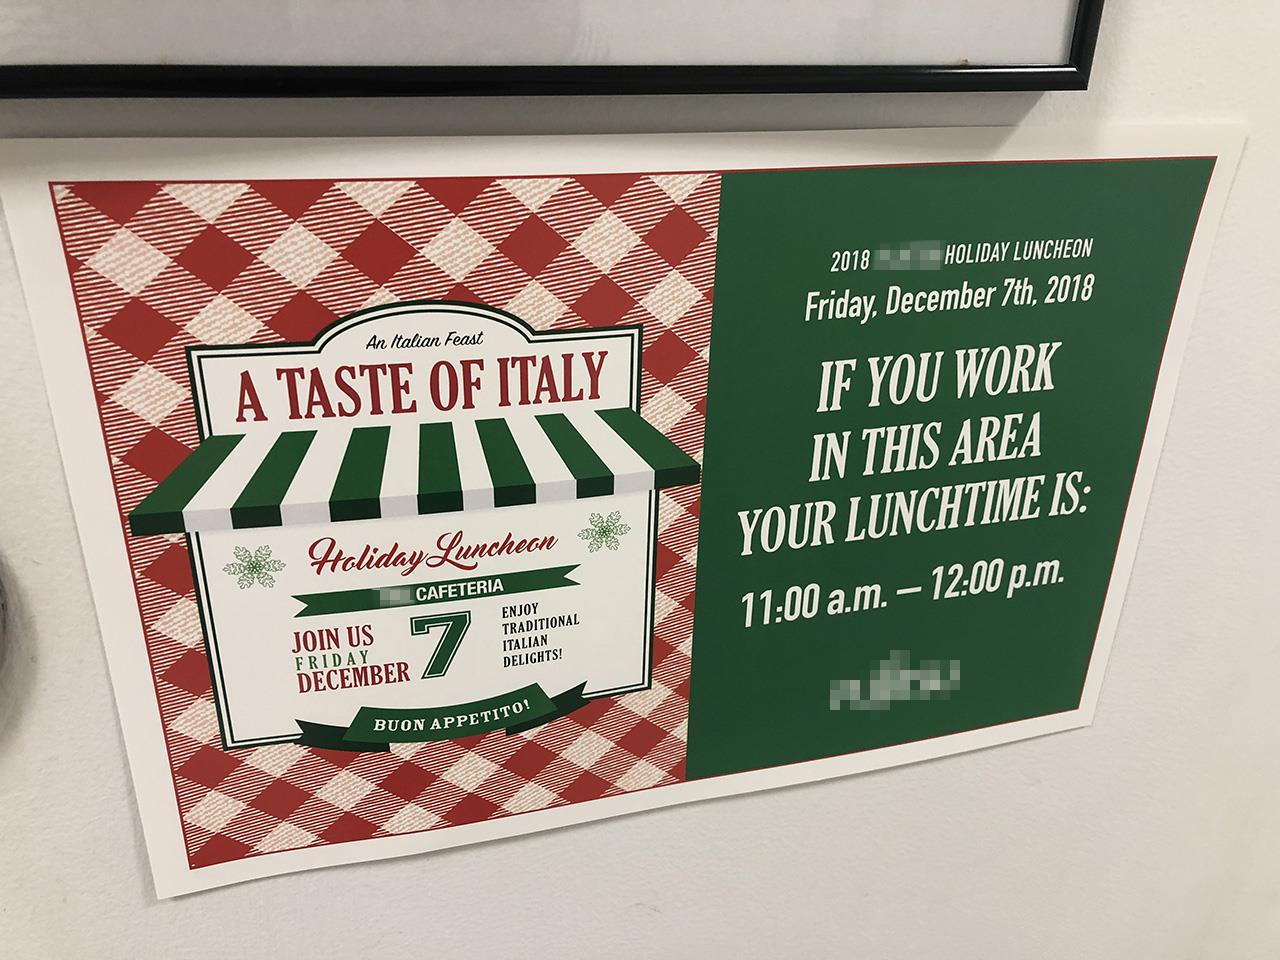 An Italian Feast
A TASTE OF ITALY
Holiday Luncheon
CAFETERIA
JOIN US
FRIDAY
DECEMBER
7
ENJOY
TRADITIONAL
ITALIAN
DELIGHTS!
BUON APPETITO!
2018 HOLIDAY LUNCHEON
Friday, December 7th, 2018
IF YOU WORK
IN THIS AREA
YOUR LUNCHTIME IS:
11:00 a.m. – 12:00 p.m.